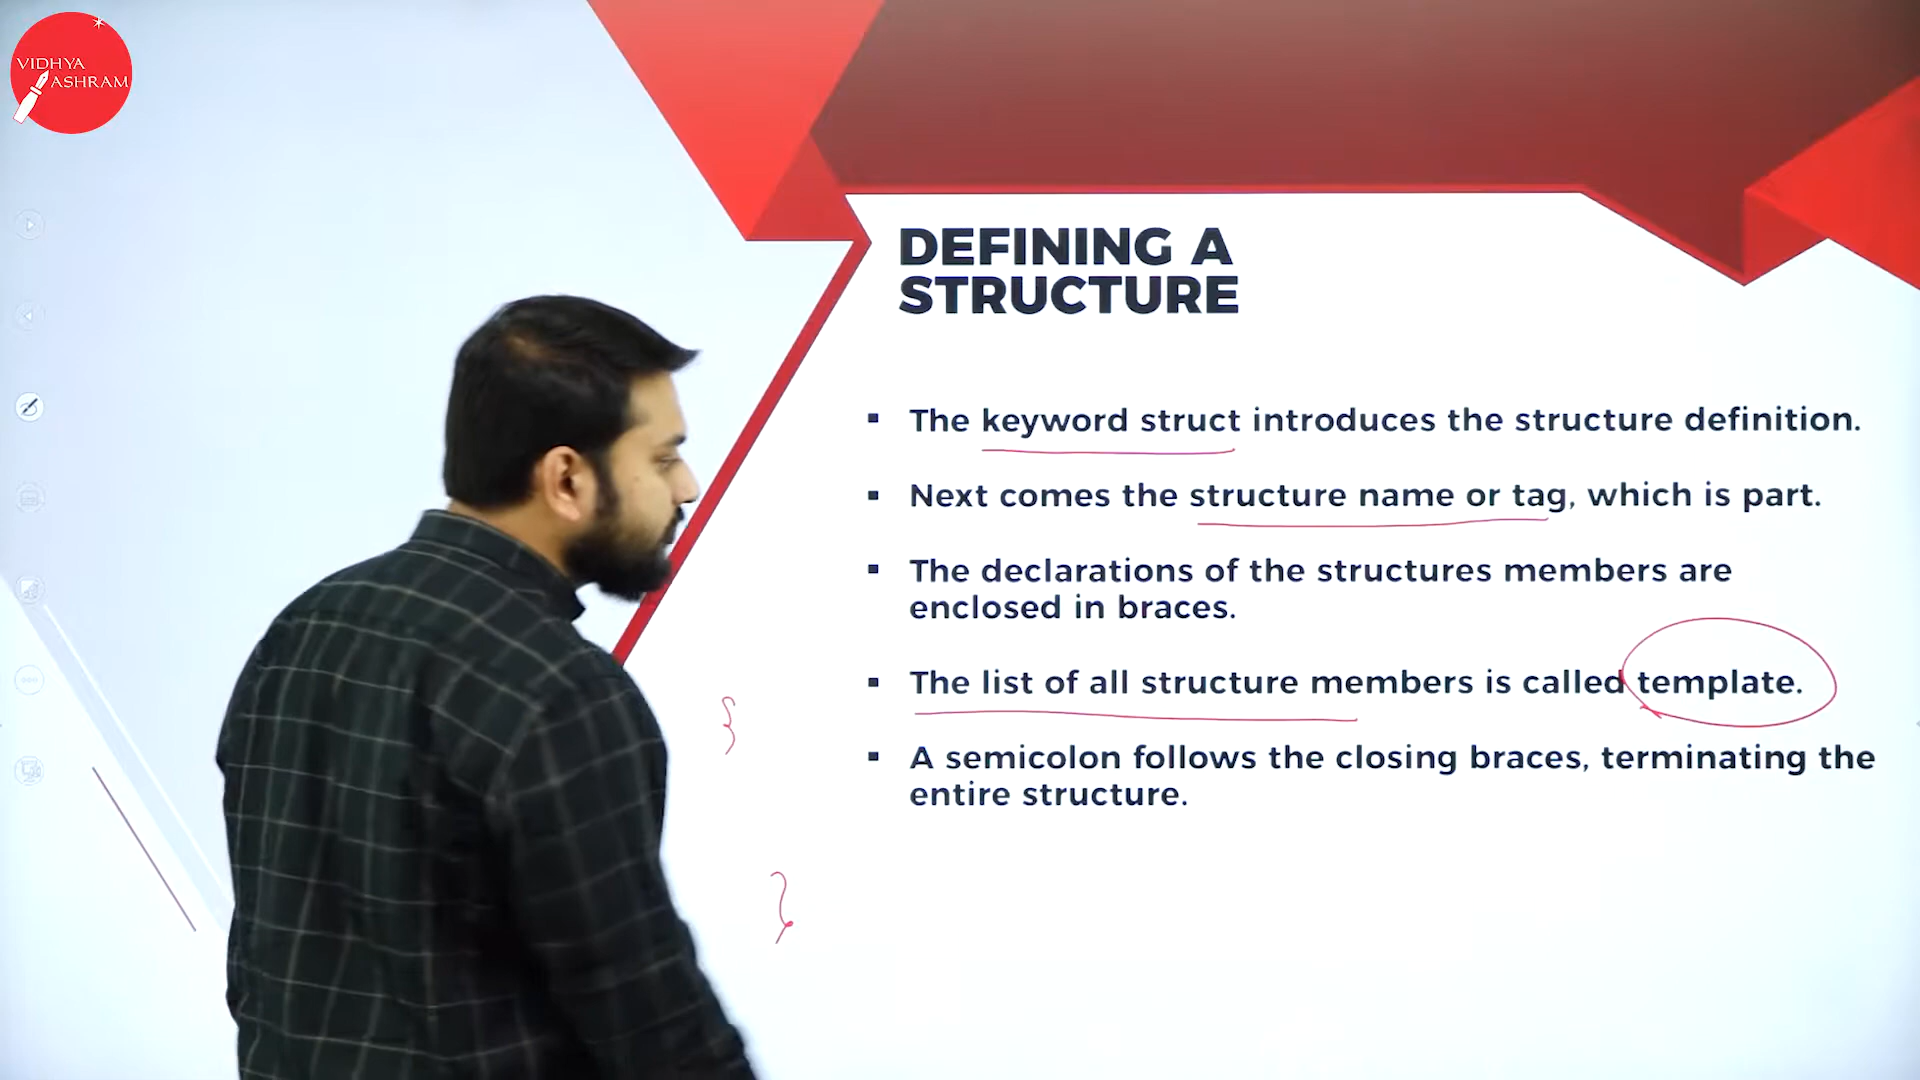 VIDHYA
ASHRAM
DEFINING A
STRUCTURE
▪ The keyword struct introduces the structure definition.
▪ Next comes the structure name or tag, which is part.
▪ The declarations of the structures members are
enclosed in braces.
▪ The list of all structure members is called template.
▪ A semicolon follows the closing braces, terminating the
entire structure.
}
}